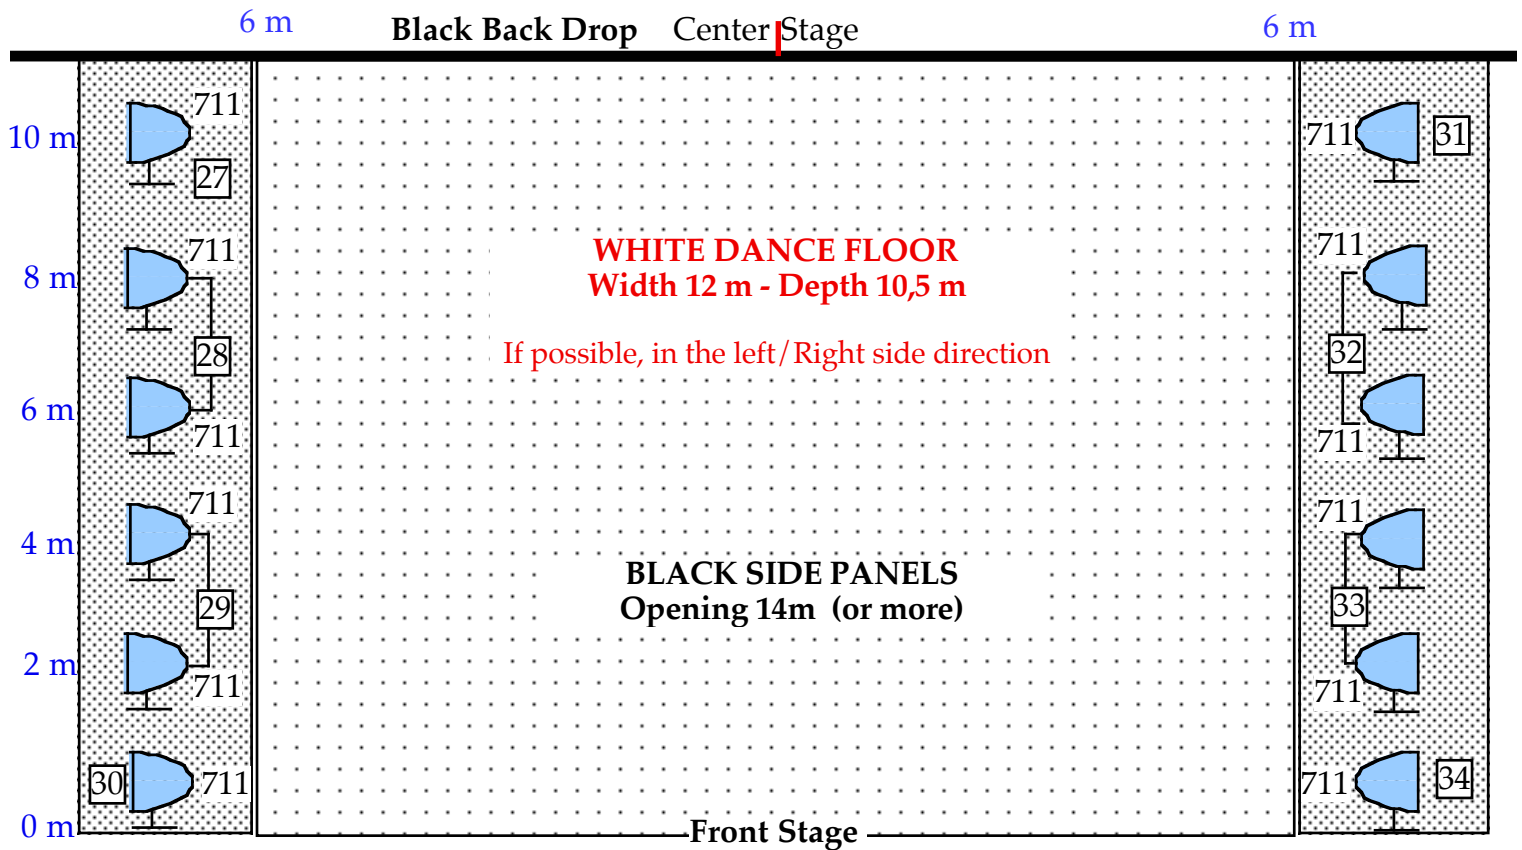 6 m
Black Back Drop Center Stage
6 m
711
711
31
10 m
27
711
711
8 m
WHITE DANCE FLOOR
Width 12 m - Depth 10,5 m
28
If possible, in the left/Right side direction
32
6 m
711
711
711
711
4 m
BLACK SIDE PANELS
Opening 14m (or more)
29
33
2 m
711
711
30
711
711
34
0 m
Front Stage